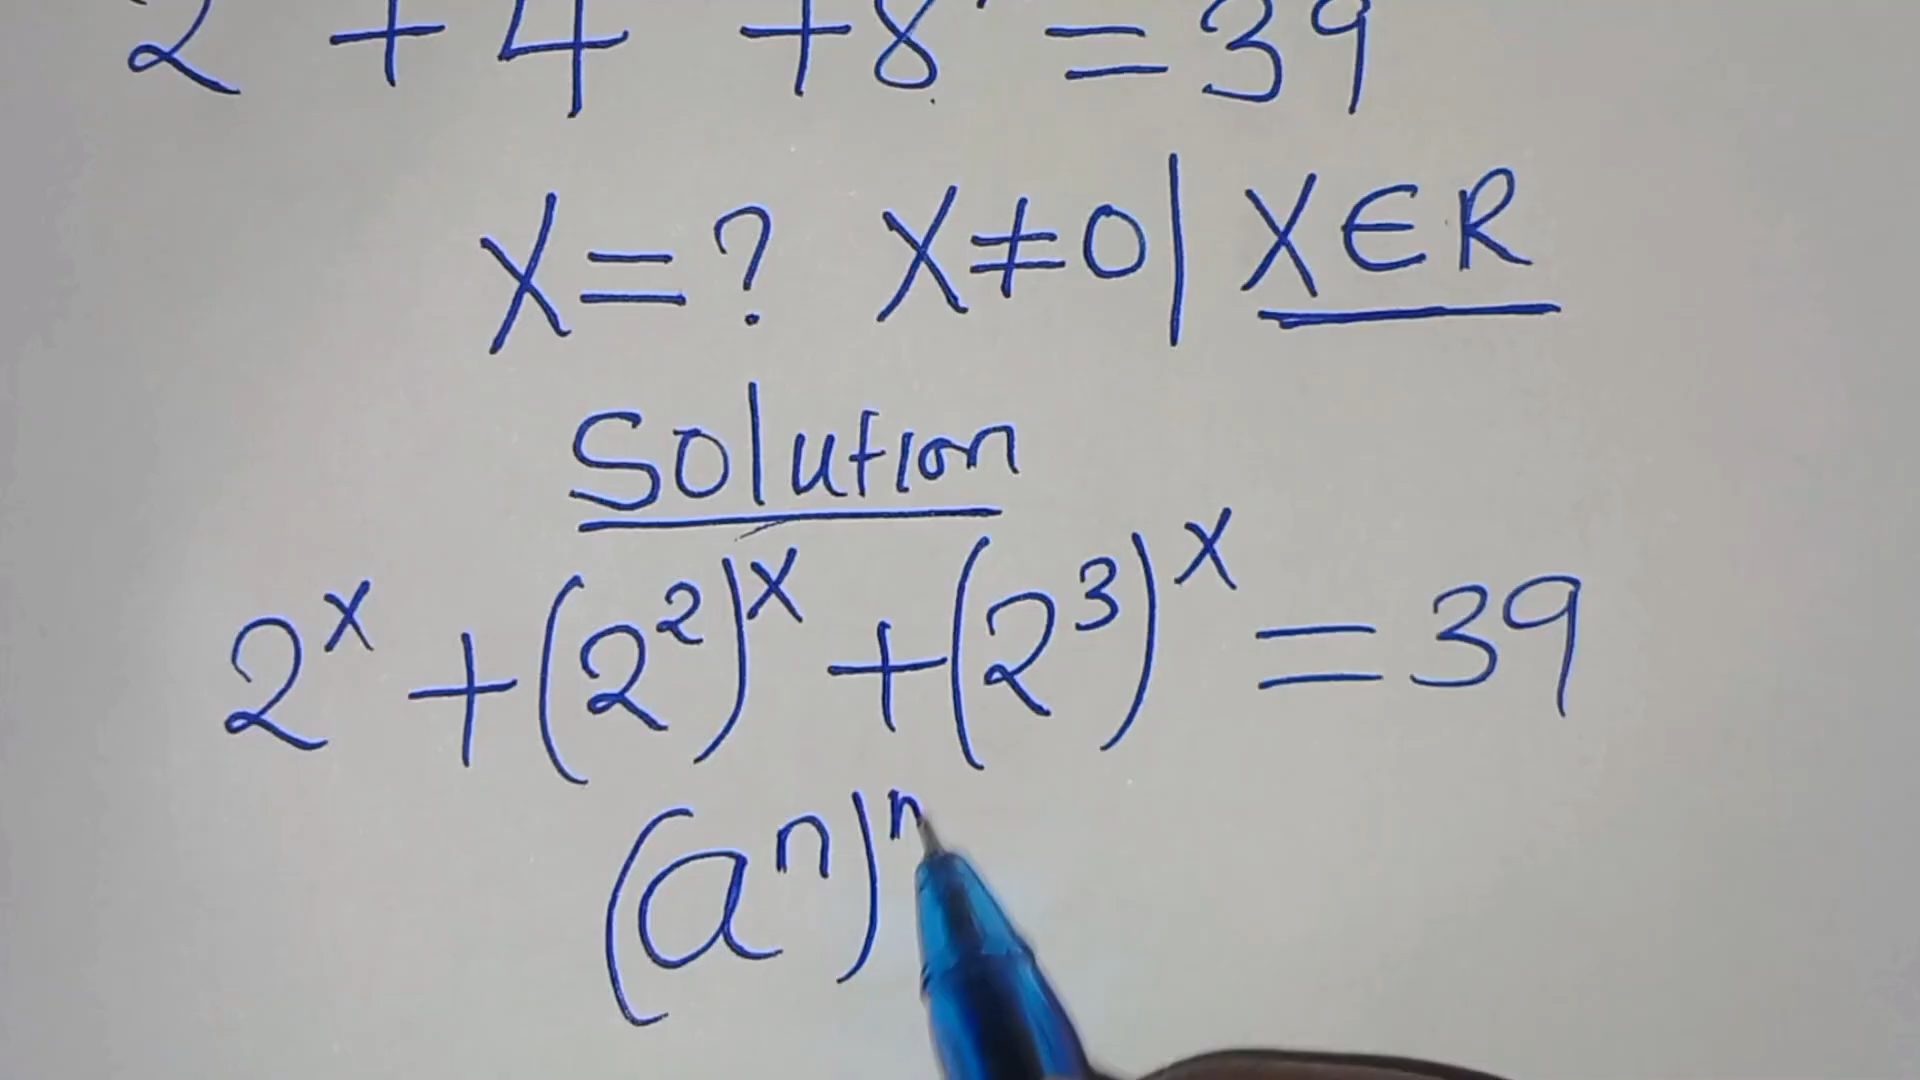 2 + 4 + 8 = 39
X = ? X ≠ 0 | X ∈ R
Solution
2^x + (2^2)^x + (2^3)^x = 39
(a^n)^n